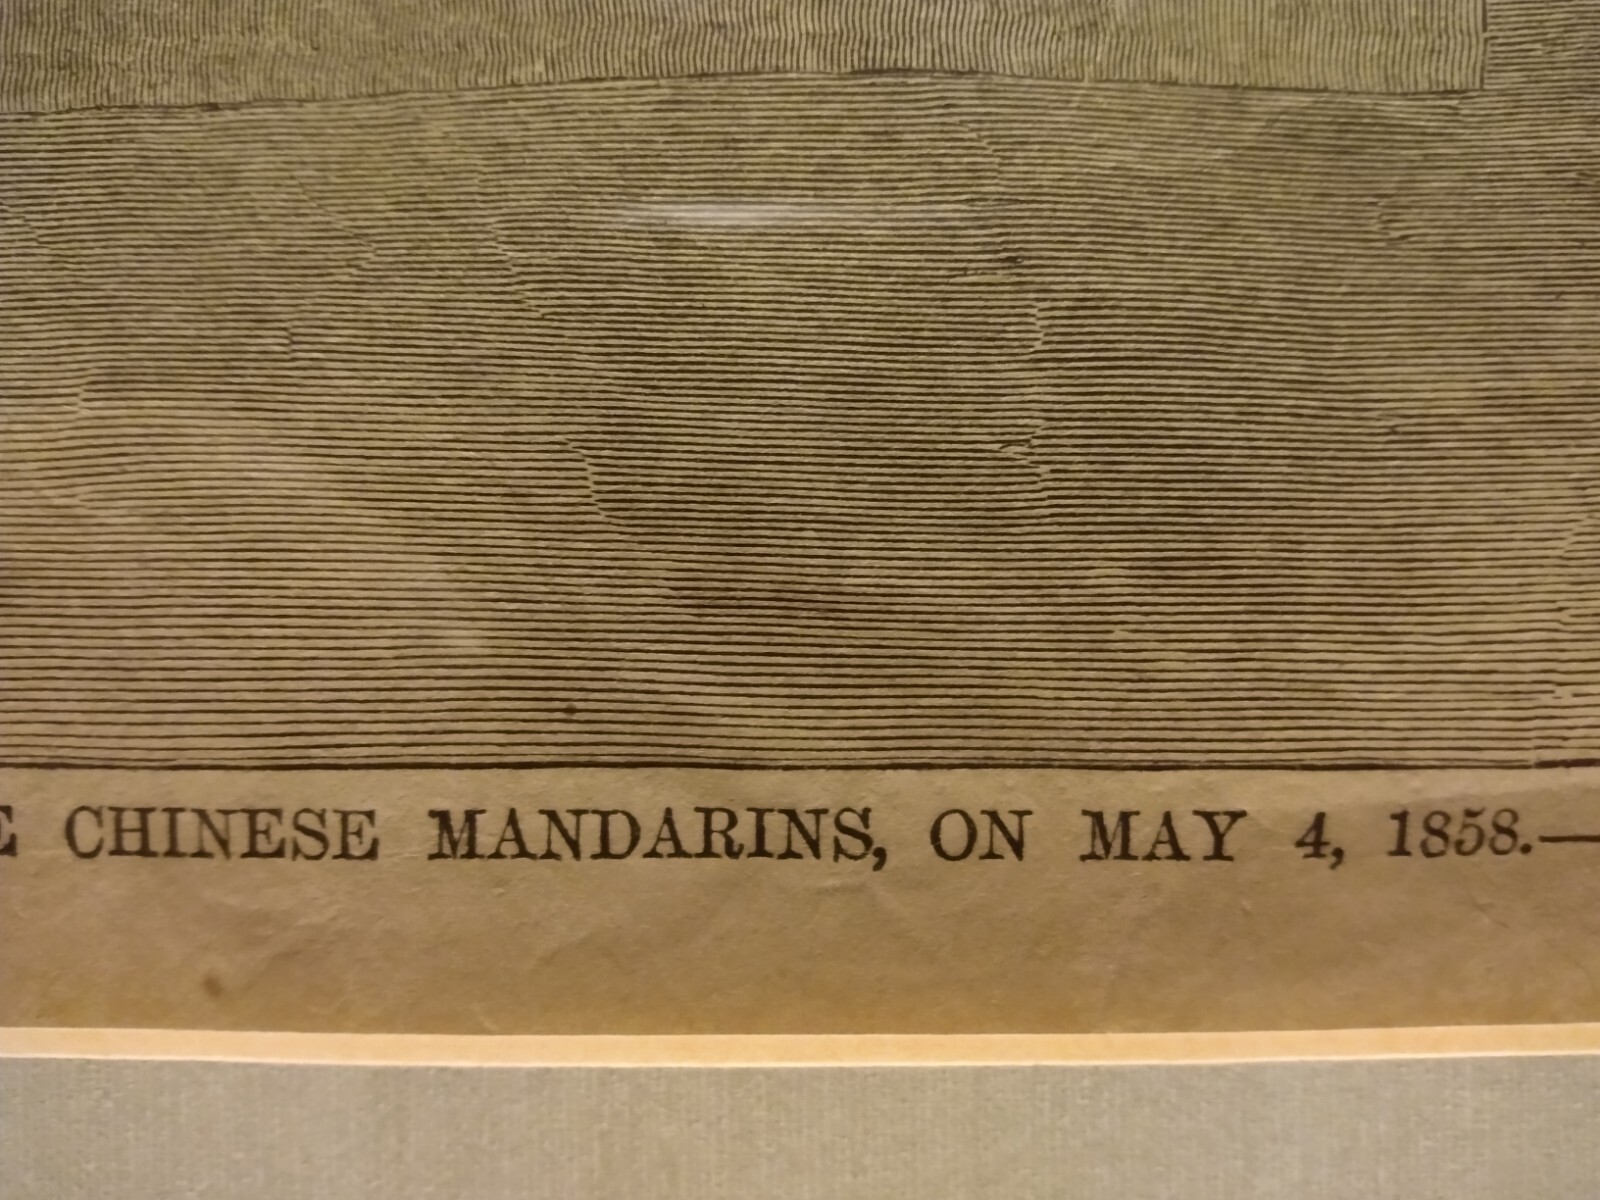 E CHINESE MANDARINS, ON MAY 4, 1858.—